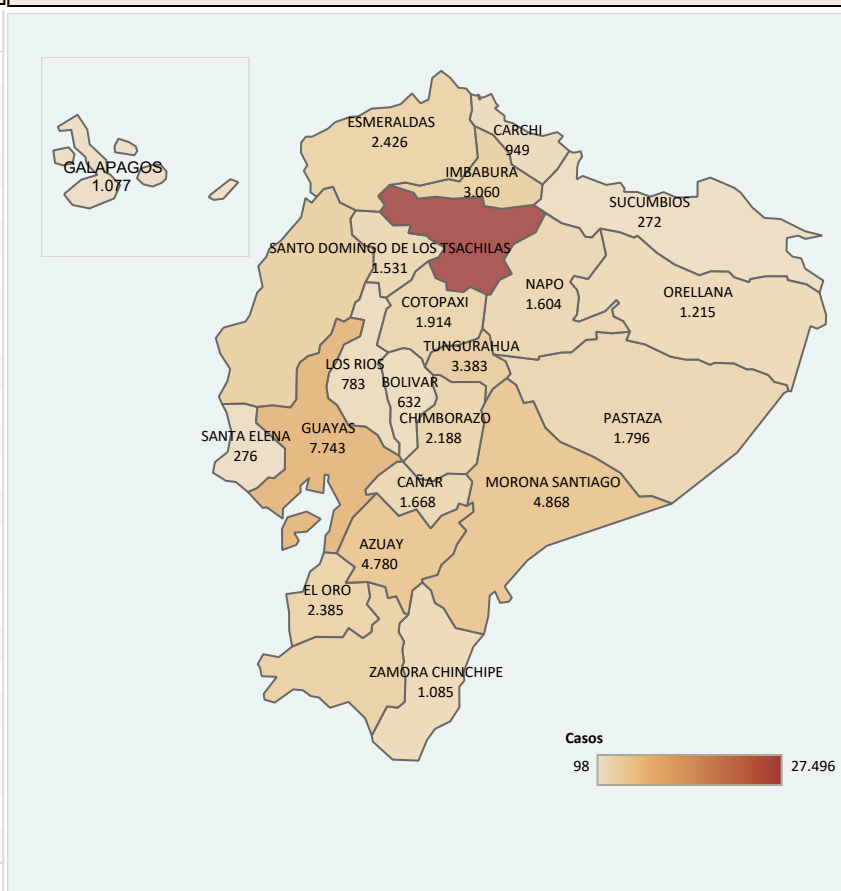 ESMERALDAS
2.426
CARCHI
949
GALAPAGOS
1.077
IMBABURA
3.060
SUCUMBIOS
272
SANTO DOMINGO DE LOS TSACHILAS
1.531
NAPO
1.604
ORELLANA
1.215
COTOPAXI
1.914
TUNGURAHUA
3.383
LOS RIOS
783
BOLIVAR
632
CHIMBORAZO
2.188
PASTAZA
1.796
GUAYAS
7.743
SANTA ELENA
276
CAÑAR
1.668
MORONA SANTIAGO
4.868
AZUAY
4.780
EL ORO
2.385
ZAMORA CHINCHIPE
1.085
Casos
98
27.496